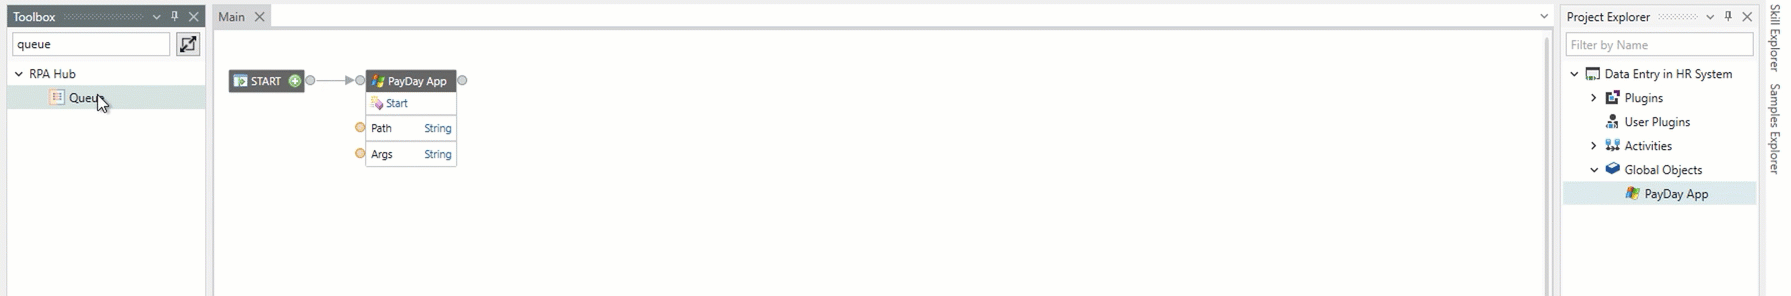 Toolbox
queue
RPA Hub
Queue
Main
START
PayDay App
Start
Path String
Args String
Project Explorer
Filter by Name
Data Entry in HR System
Plugins
User Plugins
Activities
Global Objects
PayDay App
Skill Explorer
Samples Explorer